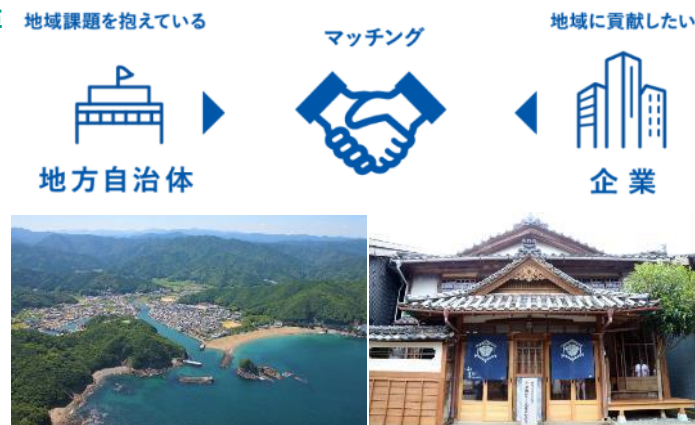 地域課題を抱えている
マッチング
地域に貢献したい
地方自治体
企業